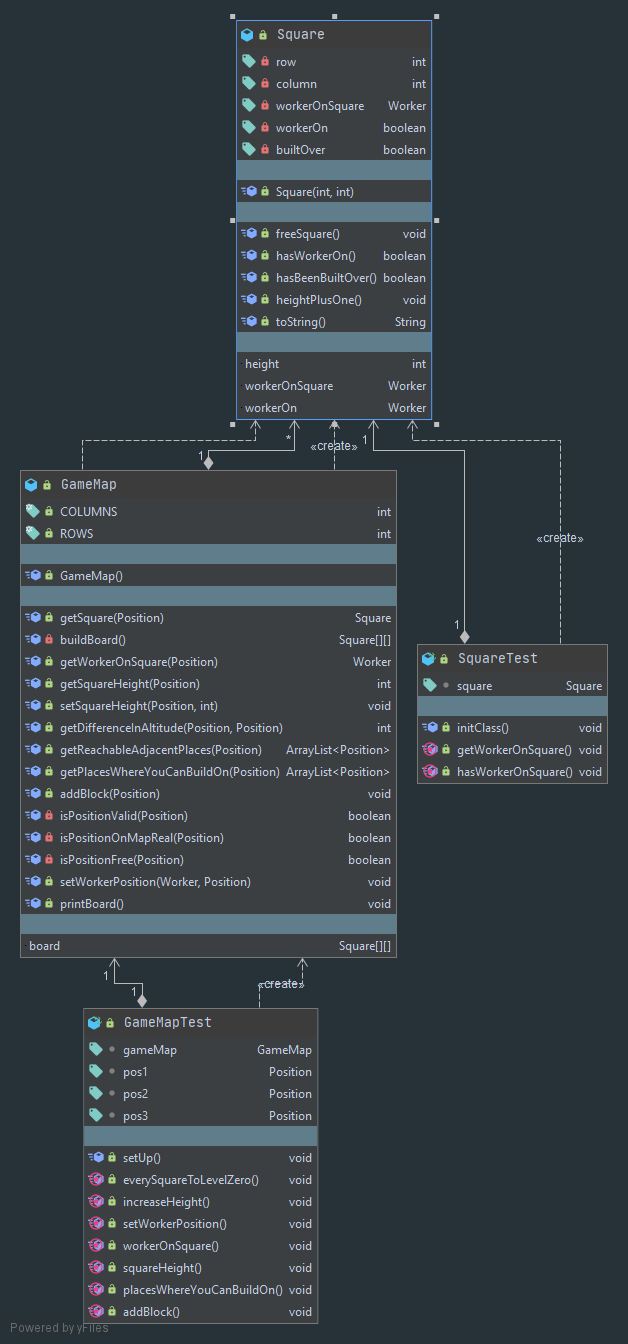 Square
row int
column int
workerOnSquare Worker
workerOn boolean
builtOver boolean
Square(int, int)
freeSquare() void
hasWorkerOn() boolean
hasBeenBuiltOver() boolean
heightPlusOne() void
toString() String
height int
workerOnSquare Worker
workerOn Worker
* 1
«create»
1
GameMap
COLUMNS int
ROWS int
GameMap()
getSquare(Position) Square
buildBoard() Square[][]
getWorkerOnSquare(Position) Worker
getSquareHeight(Position) int
setSquareHeight(Position, int) void
getDifferenceInAltitude(Position, Position) int
getReachableAdjacentPlaces(Position) ArrayList<Position>
getPlacesWhereYouCanBuildOn(Position) ArrayList<Position>
addBlock(Position) void
isPositionValid(Position) boolean
isPositionOnMapReal(Position) boolean
isPositionFree(Position) boolean
setWorkerPosition(Worker, Position) void
printBoard() void
board Square[][]
«create»
1
SquareTest
square Square
initClass() void
getWorkerOnSquare() void
hasWorkerOnSquare() void
1
1
«create»
GameMapTest
gameMap GameMap
pos1 Position
pos2 Position
pos3 Position
setUp() void
everySquareToLevelZero() void
increaseHeight() void
setWorkerPosition() void
workerOnSquare() void
squareHeight() void
placesWhereYouCanBuildOn() void
addBlock() void
Powered by yFiles